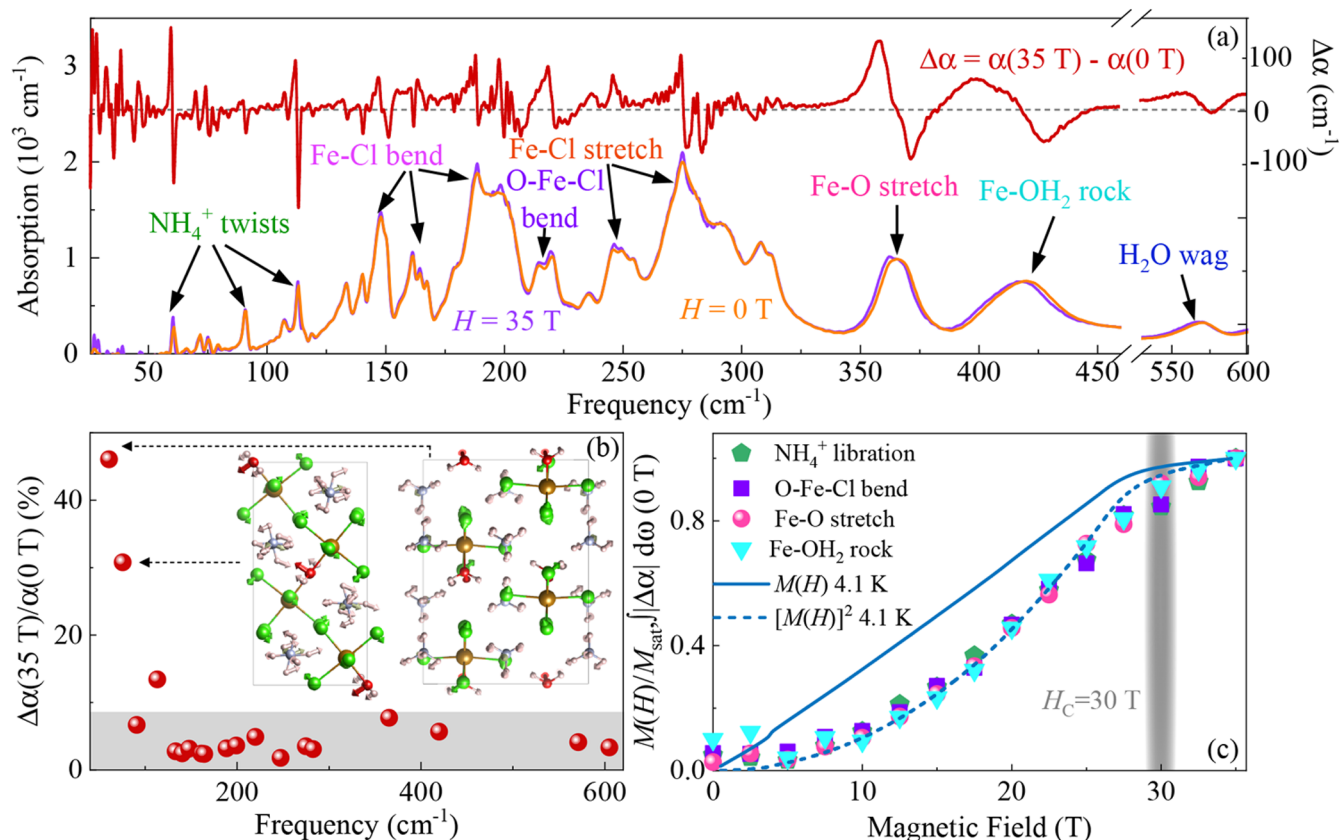 (a)
Δα = α(35 T) - α(0 T)
Absorption (10³ cm⁻¹)
3
2
1
0
100
0
-100
Δα (cm⁻¹)
NH₄⁺ twists
Fe-Cl bend
O-Fe-Cl
bend
Fe-Cl stretch
Fe-O stretch
Fe-OH₂ rock
H₂O wag
H = 35 T
H = 0 T
50 100 150 200 250 300 350 400 450 550 600
Frequency (cm⁻¹)
(b)
Δα(35 T)/α(0 T) (%)
40
20
0
200 400 600
Frequency (cm⁻¹)
(c)
M(H)/Mₛₐₜ,∫|Δα| dω (0 T)
0.8
0.4
0.0
NH₄⁺ libration
O-Fe-Cl bend
Fe-O stretch
Fe-OH₂ rock
M(H) 4.1 K
[M(H)]² 4.1 K
H_C=30 T
0 10 20 30
Magnetic Field (T)